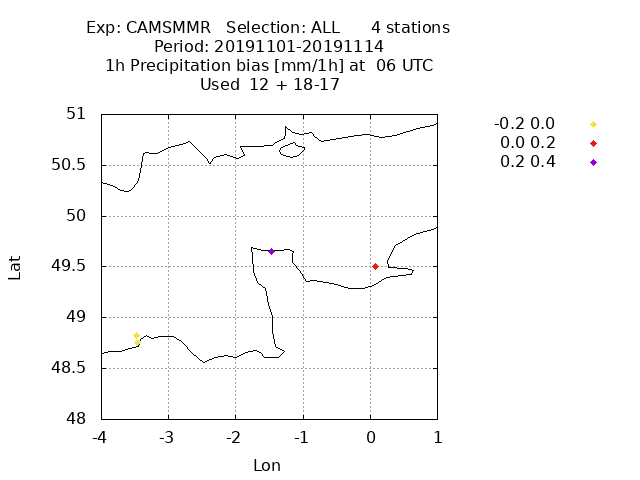 Exp: CAMSMMR   Selection: ALL      4 stations
Period: 20191101-20191114
1h Precipitation bias [mm/1h] at  06 UTC
Used  12 + 18-17
-0.2 0.0
0.0 0.2
0.2 0.4
51
50.5
50
49.5
49
48.5
48
Lat
-4 -3 -2 -1 0 1
Lon